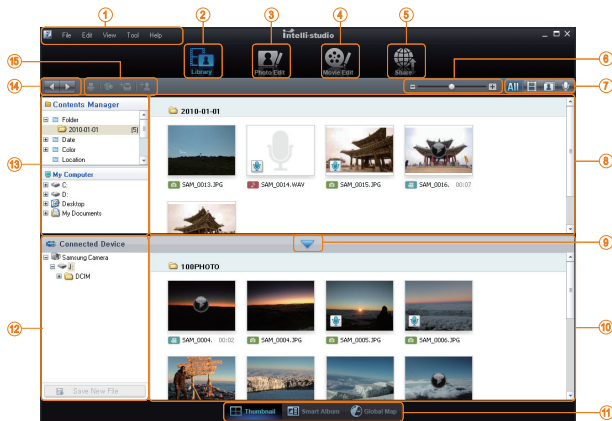 1
2
3
4
5
File Edit View Tool Help
Intelli-studio
15
6
Library
Photo Edit
Movie Edit
Share
14
All
7
Contents Manager
2010-01-01
Folder
2010-01-01 (5)
Date
Color
Location
13
SAM_0013.JPG
SAM_0014.WAV
SAM_0015.JPG
SAM_0016. 00:07
8
My Computer
C:
D:
Desktop
My Documents
Connected Device
9
Samsung Camera
J:
DCIM
100PHOTO
12
SAM_0004. 00:02
SAM_0004.JPG
SAM_0005.JPG
SAM_0006.JPG
10
Save New File
Thumbnail
Smart Album
Global Map
11